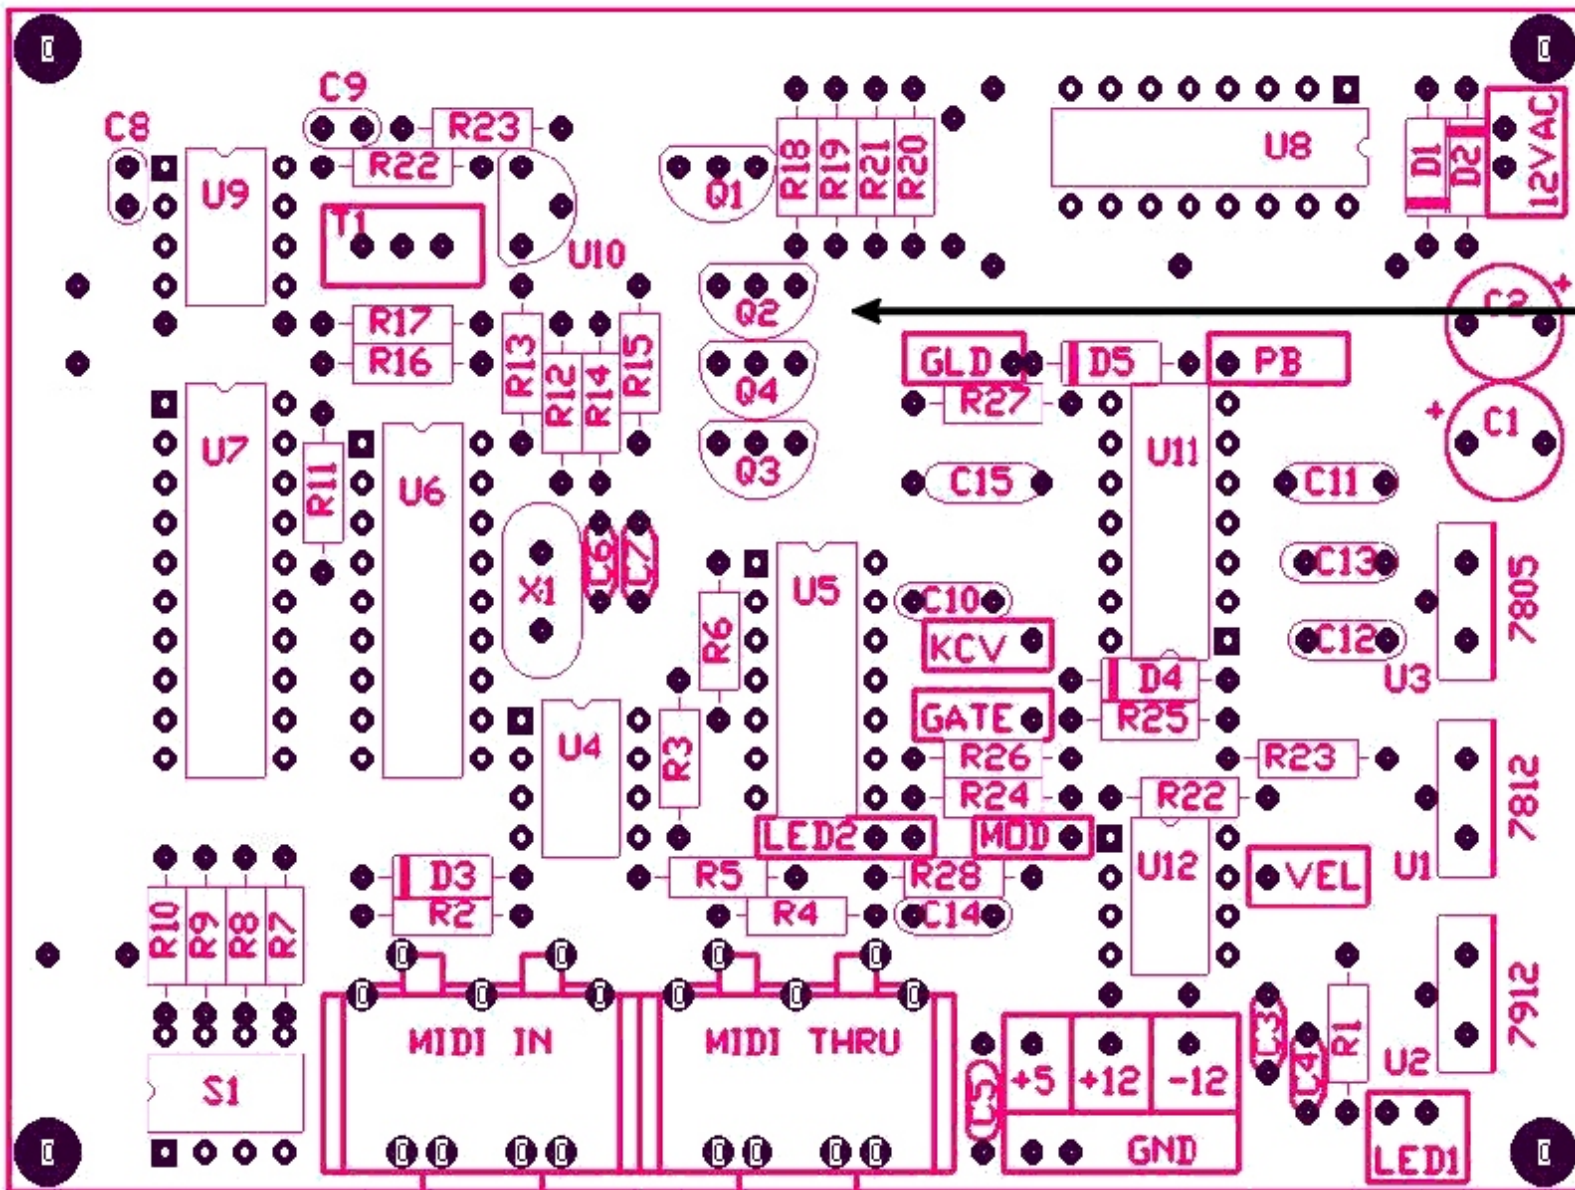 C9
C8
R23
U8
12VAC
D1
D2
R18
R19
R21
R20
R22
U9
Q1
T1
U10
Q2
C2
+
R17
R13
R15
R16
GLD
D5
PB
R12
R14
Q4
R27
+
C1
U7
U11
Q3
R11
U6
C15
C11
C6
C7
X1
U5
C13
7805
C10
R6
KCV
C12
U3
D4
GATE
R25
U4
R3
R26
R23
7812
R24
R22
LED2
MOD
U12
VEL
U1
D3
R5
R28
R2
R4
C14
R10
R9
R8
R7
7912
MIDI IN
MIDI THRU
C3
R1
U2
+5
+12
-12
C4
C5
S1
GND
LED1